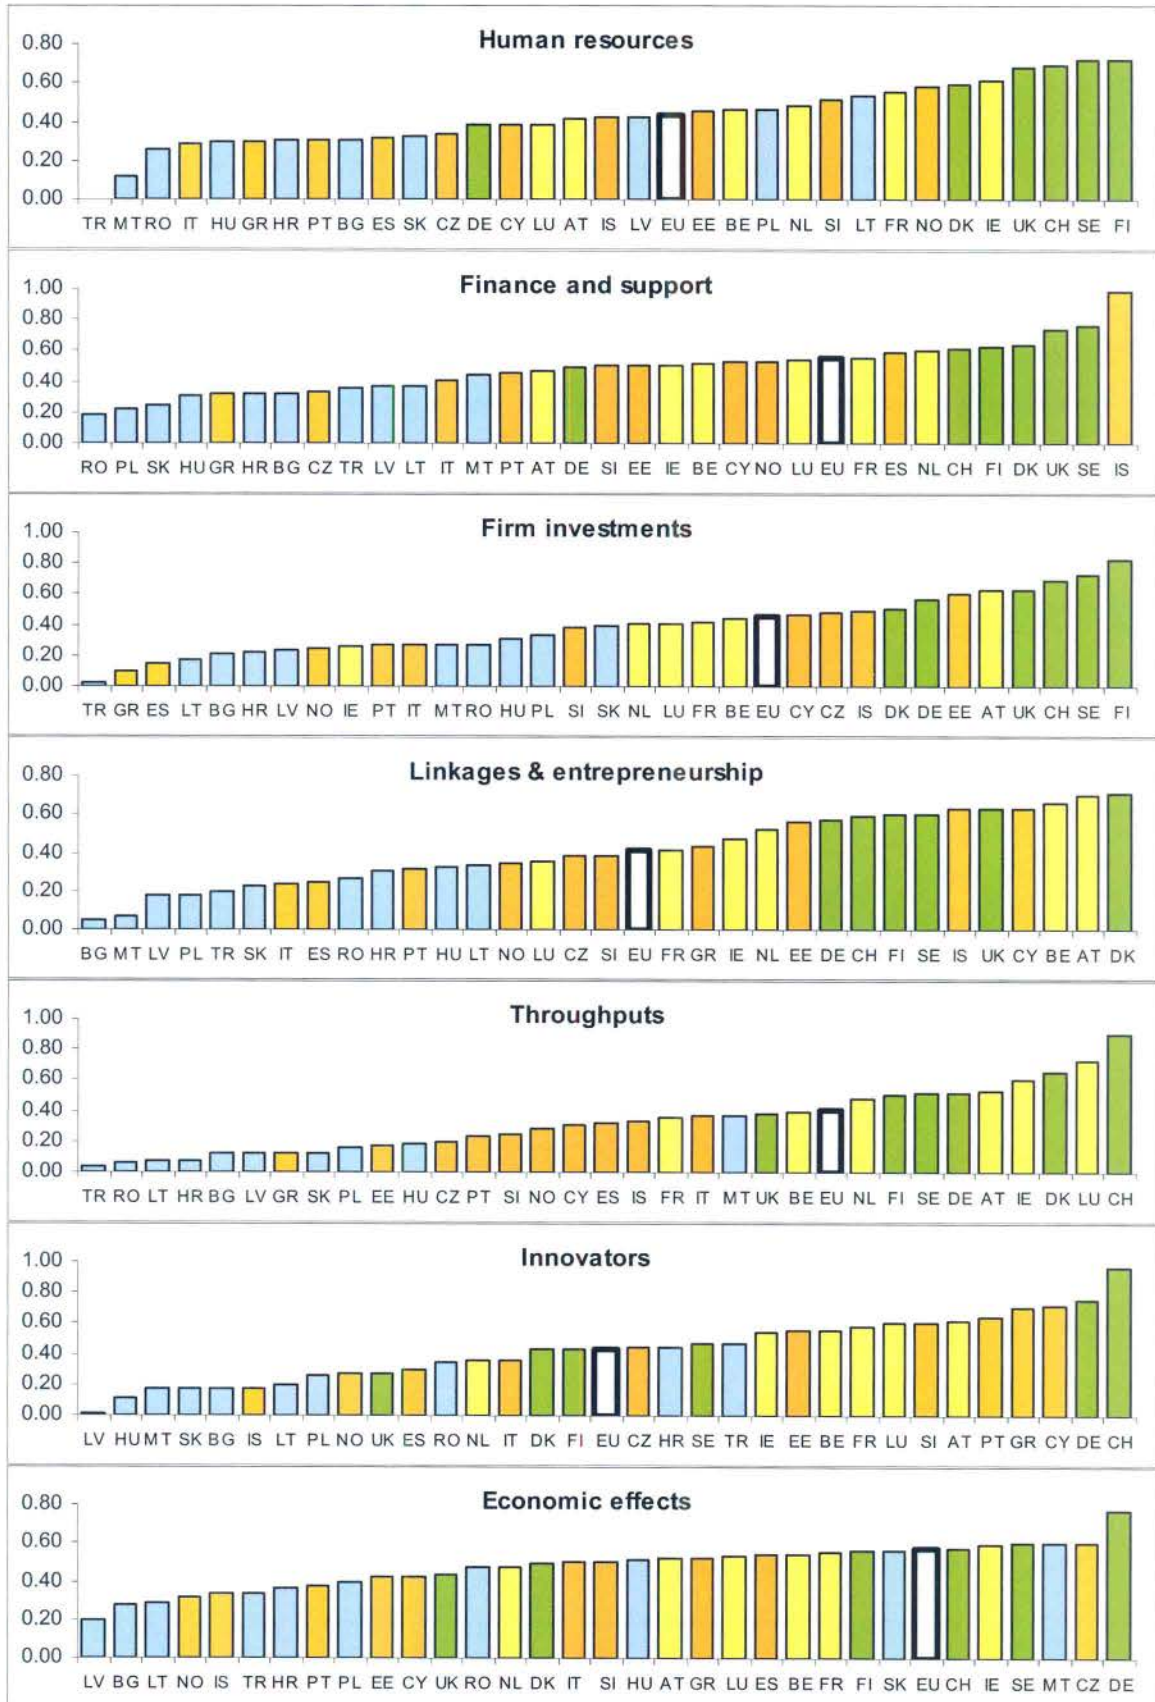 Human resources
0.80
0.60
0.40
0.20
0.00
TR MT RO IT HU GR HR PT BG ES SK CZ DE CY LU AT IS LV EU EE BE PL NL SI LT FR NO DK IE UK CH SE FI
Finance and support
1.00
0.80
0.60
0.40
0.20
0.00
RO PL SK HU GR HR BG CZ TR LV LT IT MT PT AT DE SI EE IE BE CY NO LU EU FR ES NL CH FI DK UK SE IS
Firm investments
1.00
0.80
0.60
0.40
0.20
0.00
TR GR ES LT BG HR LV NO IE PT IT MT RO HU PL SI SK NL LU FR BE EU CY CZ IS DK DE EE AT UK CH SE FI
Linkages & entrepreneurship
0.80
0.60
0.40
0.20
0.00
BG MT LV PL TR SK IT ES RO HR PT HU LT NO LU CZ SI EU FR GR IE NL EE DE CH FI SE IS UK CY BE AT DK
Throughputs
1.00
0.80
0.60
0.40
0.20
0.00
TR RO LT HR BG LV GR SK PL EE HU CZ PT SI NO CY ES IS FR IT MT UK BE EU NL FI SE DE AT IE DK LU CH
Innovators
1.00
0.80
0.60
0.40
0.20
0.00
LV HU MT SK BG IS LT PL NO UK ES RO NL IT DK FI EU CZ HR SE TR IE EE BE FR LU SI AT PT GR CY DE CH
Economic effects
0.80
0.60
0.40
0.20
0.00
LV BG LT NO IS TR HR PT PL EE CY UK RO NL DK IT SI HU AT GR LU ES BE FR FI SK EU CH IE SE MT CZ DE